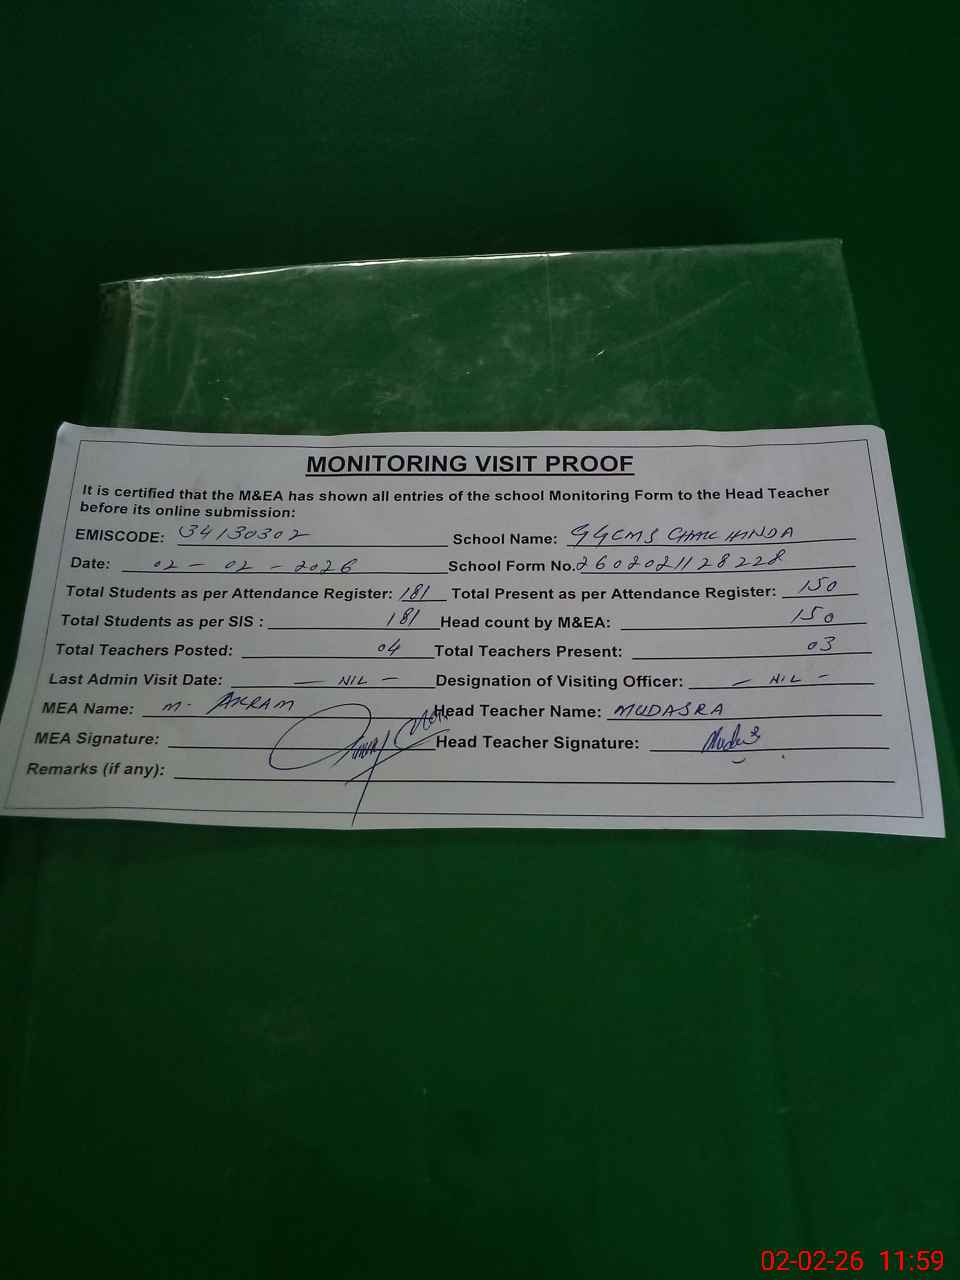 MONITORING VISIT PROOF
It is certified that the M&EA has shown all entries of the school Monitoring Form to the Head Teacher
before its online submission:
EMISCODE: 34130302 School Name: GGCMS CHAK HINDA
Date: 02 - 02 - 2026 School Form No. 2602021128228
Total Students as per Attendance Register: 181 Total Present as per Attendance Register: 150
Total Students as per SIS : 181 Head count by M&EA: 150
Total Teachers Posted: 04 Total Teachers Present: 03
Last Admin Visit Date: — NIL — Designation of Visiting Officer: — NIL —
MEA Name: M. AKRAM Head Teacher Name: MUDASRA
MEA Signature: Head Teacher Signature:
Remarks (if any):
02-02-26 11:59